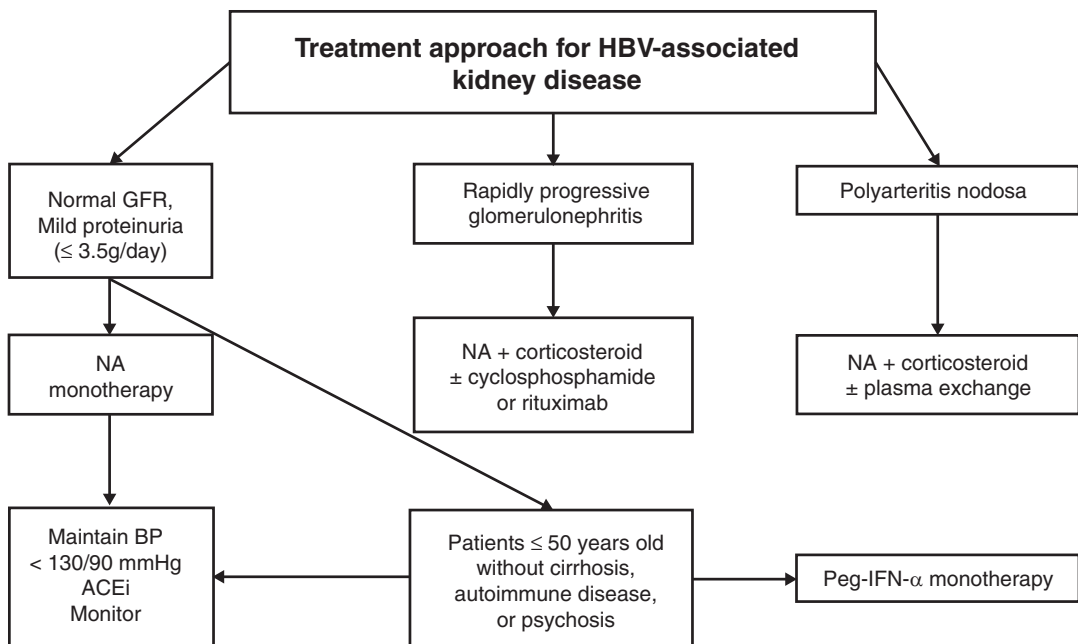 Treatment approach for HBV-associated
kidney disease
Normal GFR,
Mild proteinuria
(≤ 3.5g/day)
Rapidly progressive
glomerulonephritis
Polyarteritis nodosa
NA
monotherapy
NA + corticosteroid
± cyclosphosphamide
or rituximab
NA + corticosteroid
± plasma exchange
Maintain BP
< 130/90 mmHg
ACEi
Monitor
Patients ≤ 50 years old
without cirrhosis,
autoimmune disease,
or psychosis
Peg-IFN-α monotherapy